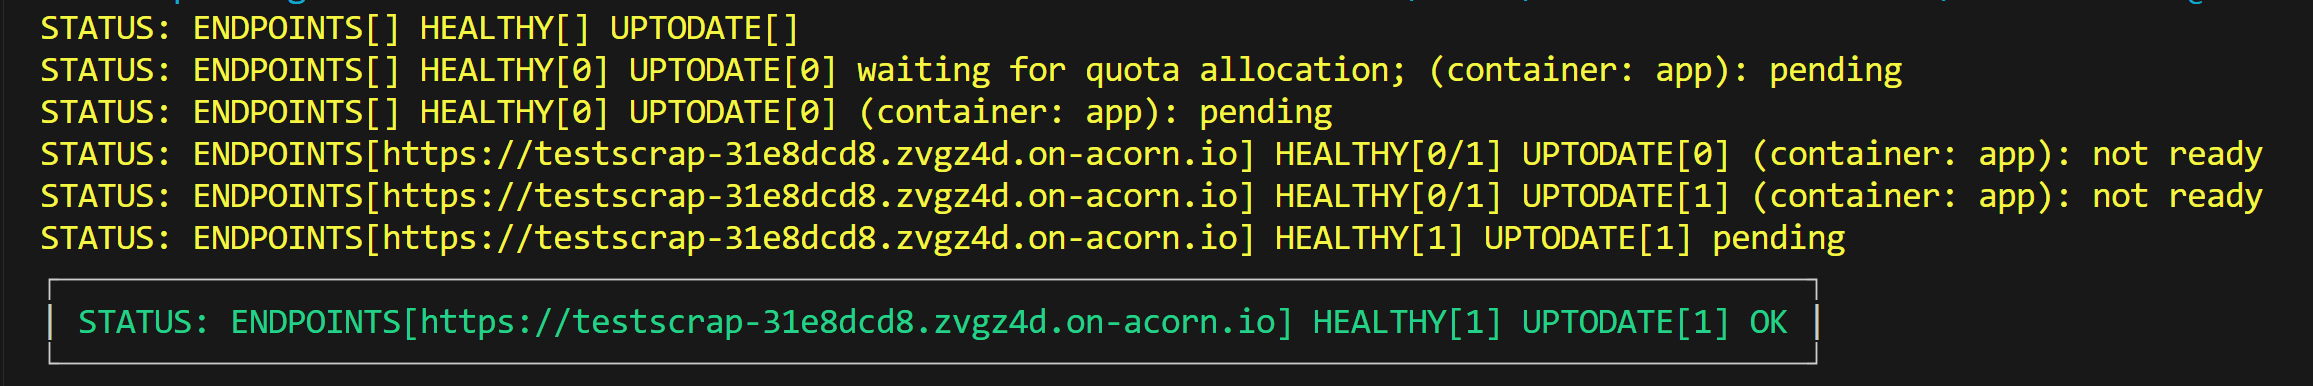 STATUS: ENDPOINTS[] HEALTHY[] UPTODATE[]
STATUS: ENDPOINTS[] HEALTHY[0] UPTODATE[0] waiting for quota allocation; (container: app): pending
STATUS: ENDPOINTS[] HEALTHY[0] UPTODATE[0] (container: app): pending
STATUS: ENDPOINTS[https://testscrap-31e8dcd8.zvgz4d.on-acorn.io] HEALTHY[0/1] UPTODATE[0] (container: app): not ready
STATUS: ENDPOINTS[https://testscrap-31e8dcd8.zvgz4d.on-acorn.io] HEALTHY[0/1] UPTODATE[1] (container: app): not ready
STATUS: ENDPOINTS[https://testscrap-31e8dcd8.zvgz4d.on-acorn.io] HEALTHY[1] UPTODATE[1] pending
STATUS: ENDPOINTS[https://testscrap-31e8dcd8.zvgz4d.on-acorn.io] HEALTHY[1] UPTODATE[1] OK